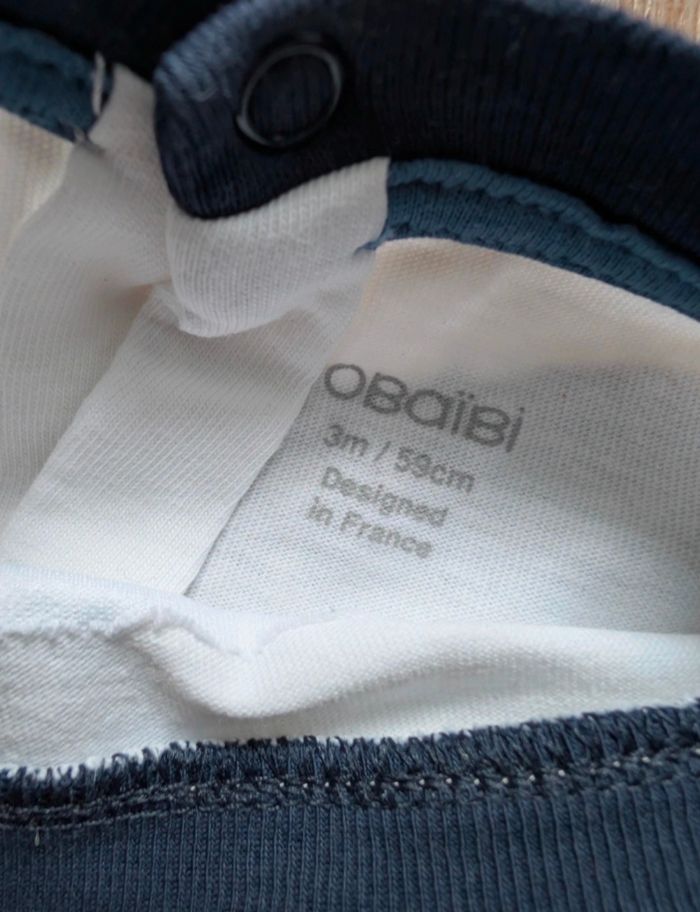 OBaïBi
3m / 59cm
Designed
in France